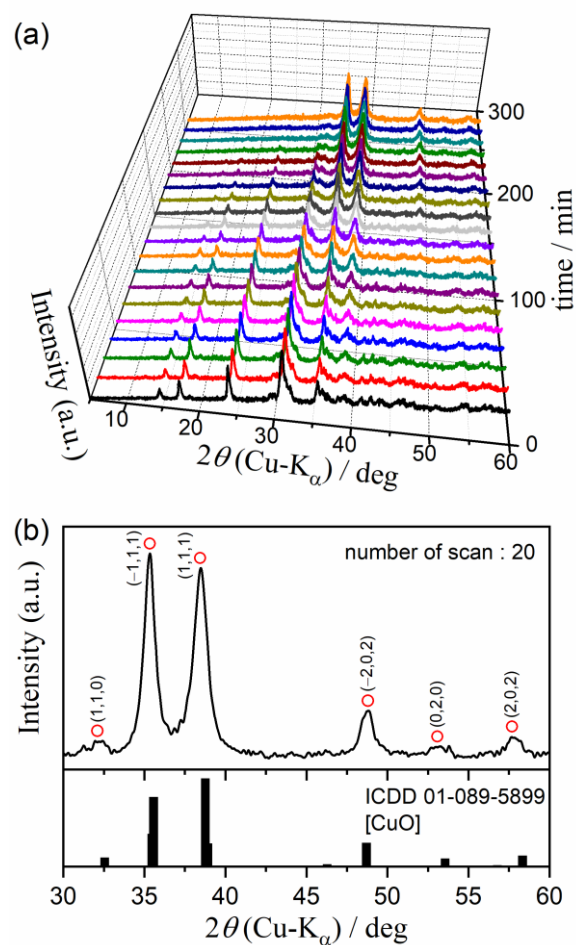 (a)
Intensity (a.u.)
10
20
30
40
50
60
2θ (Cu-Kα) / deg
0
100
200
300
time / min
(b)
Intensity (a.u.)
number of scan : 20
(1,1,0)
(−1,1,1)
(1,1,1)
(−2,0,2)
(0,2,0)
(2,0,2)
ICDD 01-089-5899
[CuO]
30
35
40
45
50
55
60
2θ (Cu-Kα) / deg